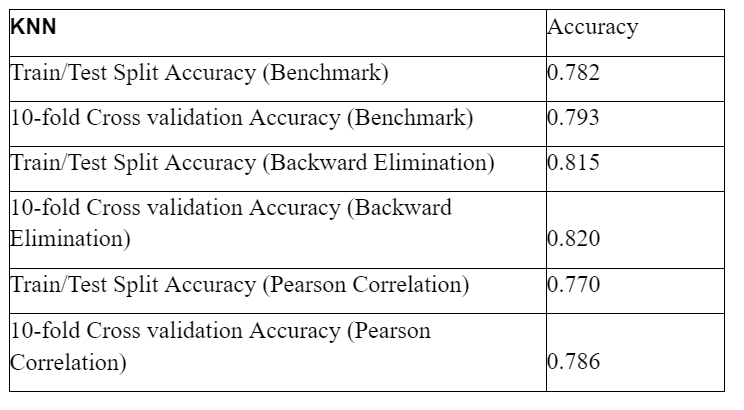 KNN Accuracy
Train/Test Split Accuracy (Benchmark) 0.782
10-fold Cross validation Accuracy (Benchmark) 0.793
Train/Test Split Accuracy (Backward Elimination) 0.815
10-fold Cross validation Accuracy (Backward
Elimination) 0.820
Train/Test Split Accuracy (Pearson Correlation) 0.770
10-fold Cross validation Accuracy (Pearson
Correlation) 0.786